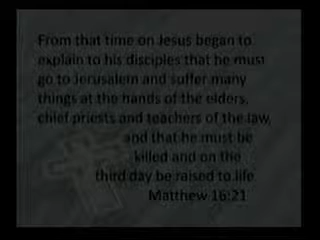 From that time on Jesus began to
explain to his disciples that he must
go to Jerusalem and suffer many
things at the hands of the elders,
chief priests and teachers of the law,
and that he must be
killed and on the
third day be raised to life
Matthew 16:21